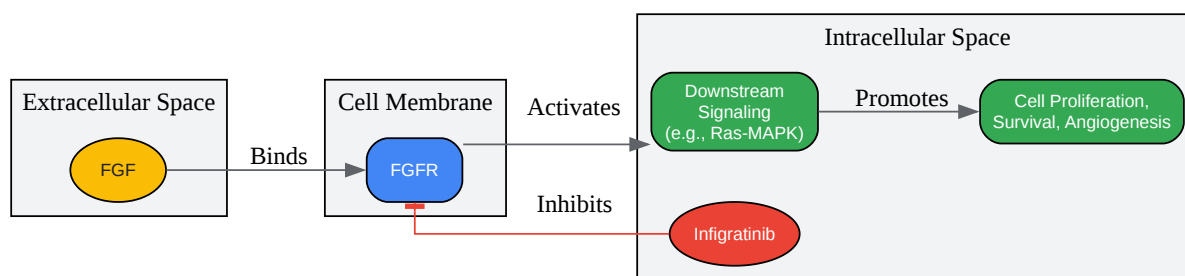 Extracellular Space
FGF
Binds
Cell Membrane
FGFR
Activates
Inhibits
Intracellular Space
Downstream
Signaling
(e.g., Ras-MAPK)
Promotes
Cell Proliferation,
Survival, Angiogenesis
Infigratinib